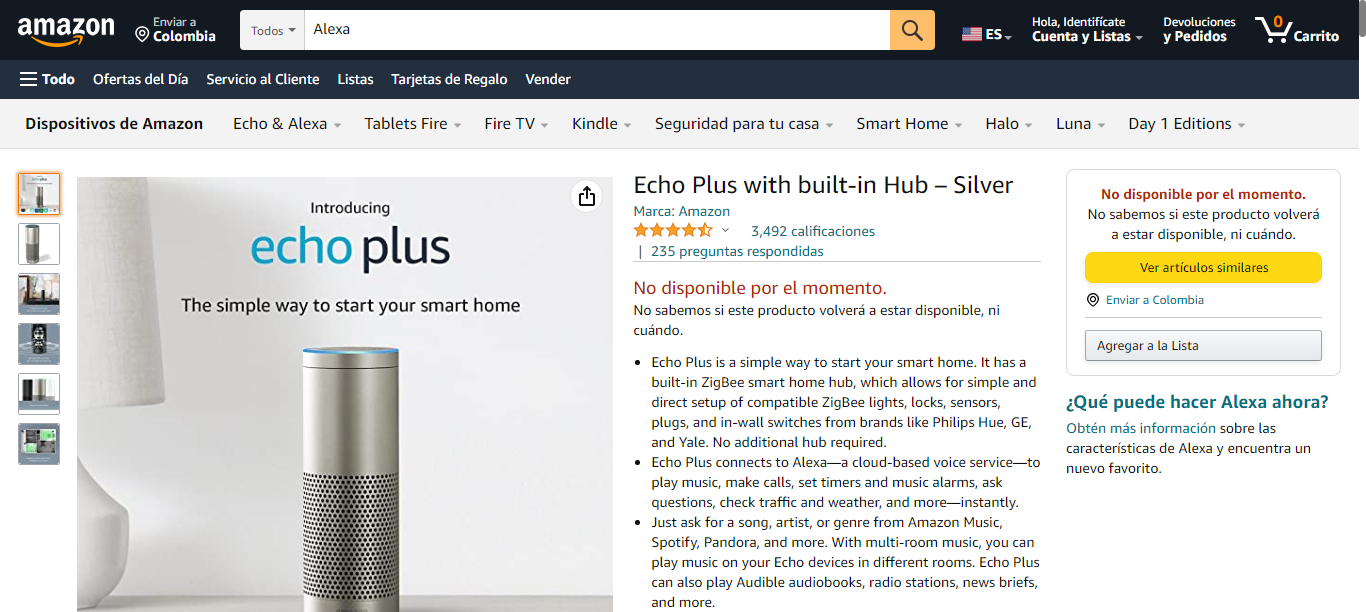 amazon
Enviar a
Colombia
Todos
Alexa
ES
Hola, Identifícate
Cuenta y Listas
Devoluciones
y Pedidos
0
Carrito
Todo
Ofertas del Día
Servicio al Cliente
Listas
Tarjetas de Regalo
Vender
Dispositivos de Amazon
Echo & Alexa
Tablets Fire
Fire TV
Kindle
Seguridad para tu casa
Smart Home
Halo
Luna
Day 1 Editions
Introducing
echo plus
The simple way to start your smart home
Echo Plus with built-in Hub – Silver
Marca: Amazon
3,492 calificaciones
| 235 preguntas respondidas
No disponible por el momento.
No sabemos si este producto volverá a estar disponible, ni
cuándo.
• Echo Plus is a simple way to start your smart home. It has a
built-in ZigBee smart home hub, which allows for simple and
direct setup of compatible ZigBee lights, locks, sensors,
plugs, and in-wall switches from brands like Philips Hue, GE,
and Yale. No additional hub required.
• Echo Plus connects to Alexa—a cloud-based voice service—to
play music, make calls, set timers and music alarms, ask
questions, check traffic and weather, and more—instantly.
• Just ask for a song, artist, or genre from Amazon Music,
Spotify, Pandora, and more. With multi-room music, you can
play music on your Echo devices in different rooms. Echo Plus
can also play Audible audiobooks, radio stations, news briefs,
and more.
No disponible por el momento.
No sabemos si este producto volverá
a estar disponible, ni cuándo.
Ver artículos similares
Enviar a Colombia
Agregar a la Lista
¿Qué puede hacer Alexa ahora?
Obtén más información sobre las
características de Alexa y encuentra un
nuevo favorito.